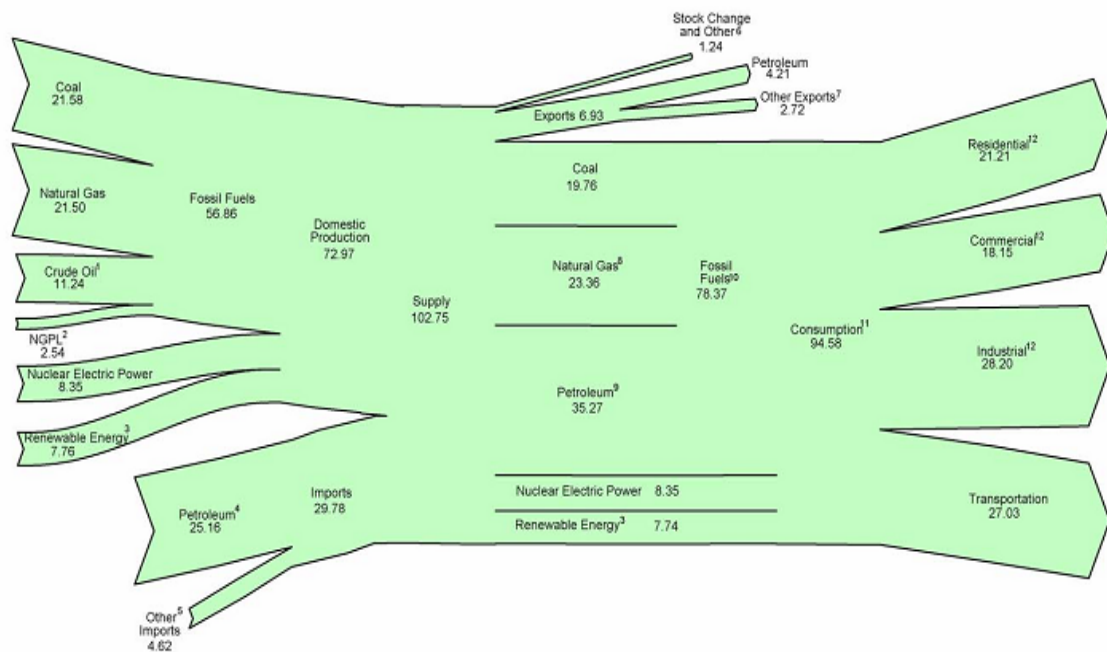 Stock Change
and Other⁶
1.24
Petroleum
4.21
Other Exports⁷
2.72
Exports 6.93
Coal
21.58
Natural Gas
21.50
Crude Oil¹
11.24
NGPL²
2.54
Nuclear Electric Power
8.35
Renewable Energy³
7.76
Fossil Fuels
56.86
Domestic
Production
72.97
Petroleum⁴
25.16
Other⁵
Imports
4.62
Imports
29.78
Supply
102.75
Coal
19.76
Natural Gas⁸
23.36
Petroleum⁹
35.27
Nuclear Electric Power 8.35
Renewable Energy³ 7.74
Fossil
Fuels¹⁰
78.37
Consumption¹¹
94.58
Residential¹²
21.21
Commercial¹²
18.15
Industrial¹²
28.20
Transportation
27.03